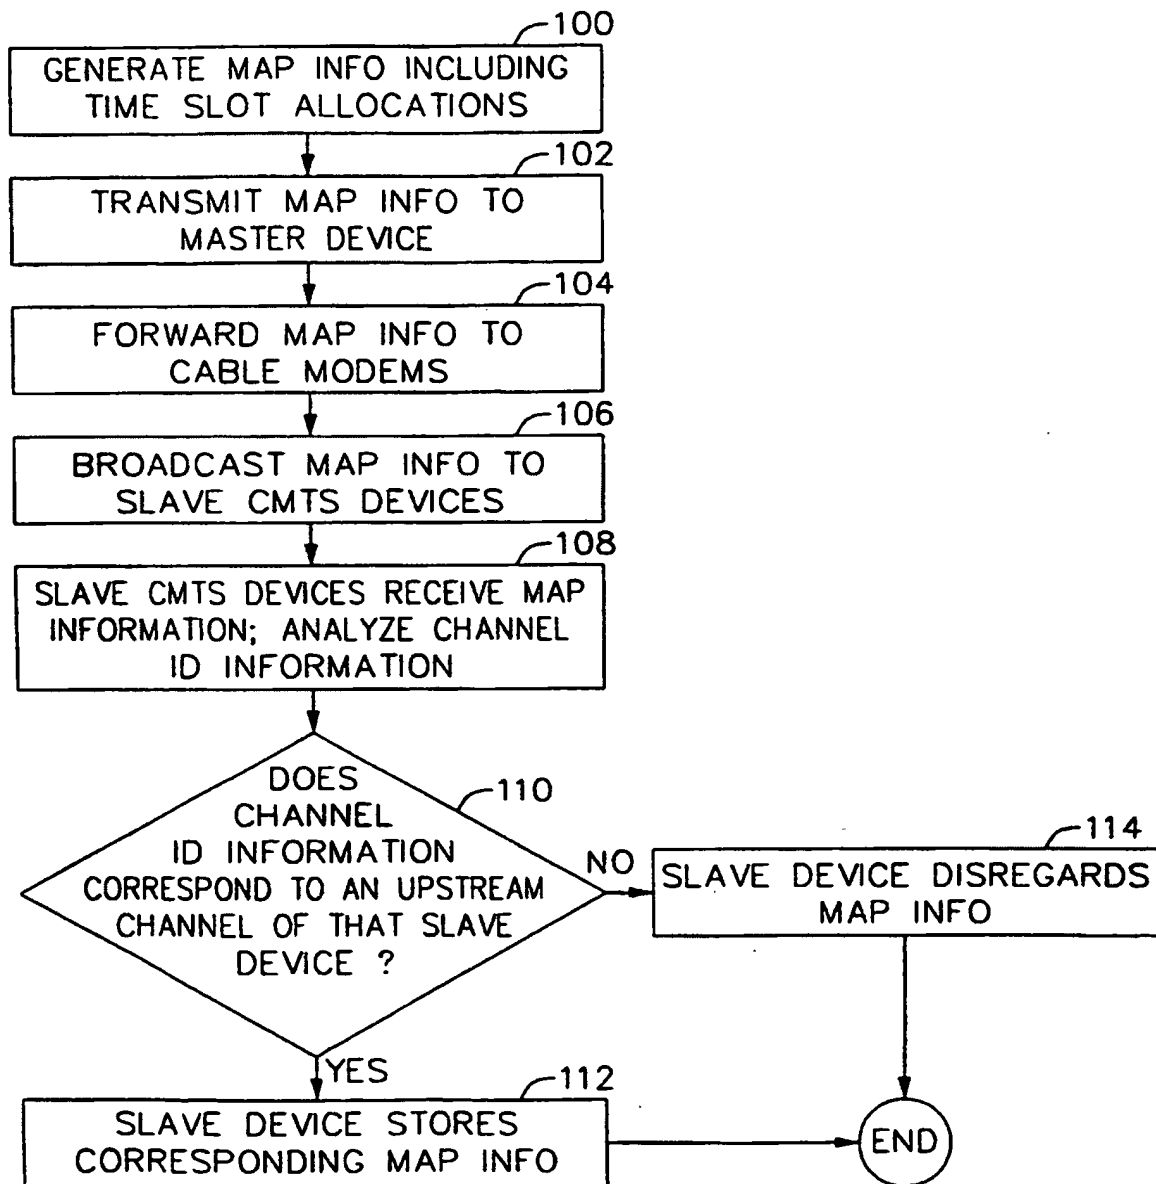 100
GENERATE MAP INFO INCLUDING
TIME SLOT ALLOCATIONS
102
TRANSMIT MAP INFO TO
MASTER DEVICE
104
FORWARD MAP INFO TO
CABLE MODEMS
106
BROADCAST MAP INFO TO
SLAVE CMTS DEVICES
108
SLAVE CMTS DEVICES RECEIVE MAP
INFORMATION; ANALYZE CHANNEL
ID INFORMATION
110
DOES
CHANNEL
ID INFORMATION
CORRESPOND TO AN UPSTREAM
CHANNEL OF THAT SLAVE
DEVICE ?
NO
114
SLAVE DEVICE DISREGARDS
MAP INFO
YES
112
SLAVE DEVICE STORES
CORRESPONDING MAP INFO
END